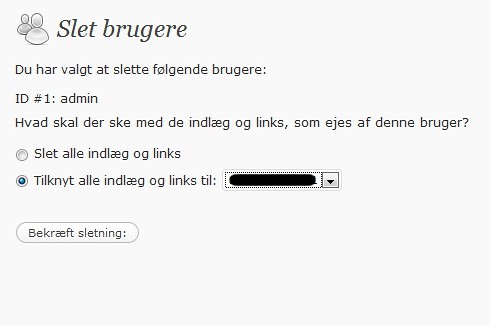 Slet brugere
Du har valgt at slette følgende brugere:
ID #1: admin
Hvad skal der ske med de indlæg og links, som ejes af denne bruger?
Slet alle indlæg og links
Tilknyt alle indlæg og links til:
Bekræft sletning: